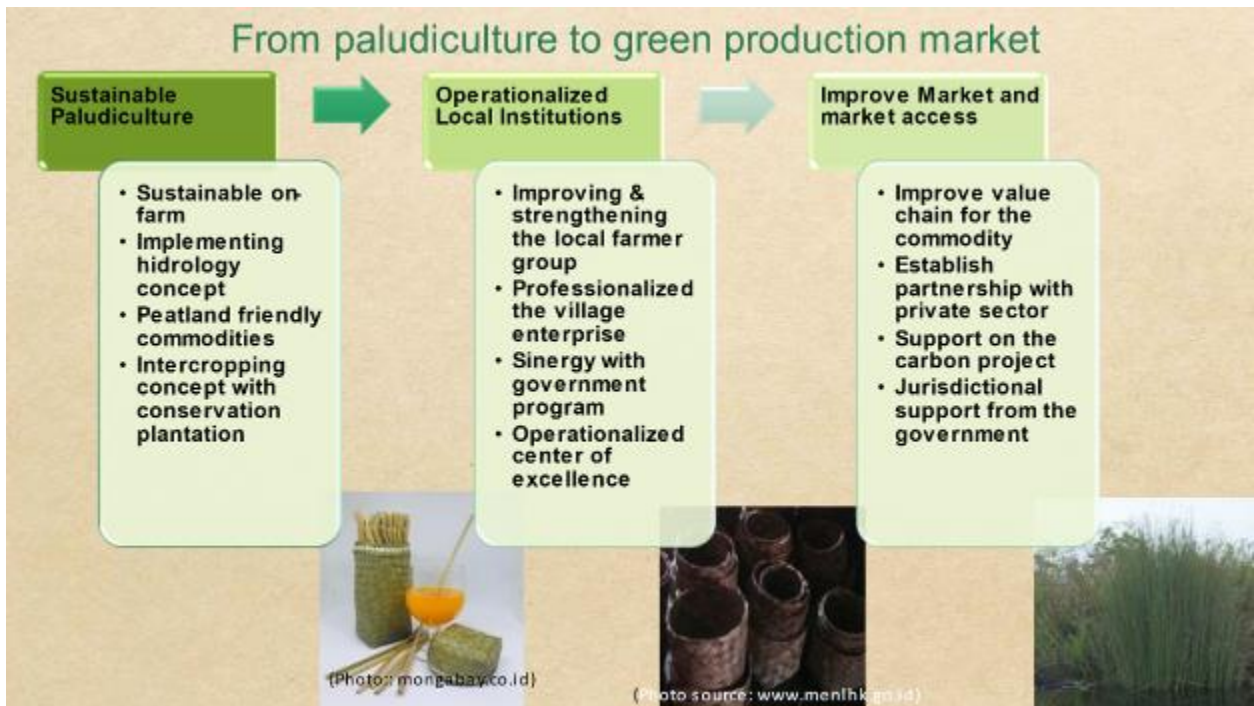 From paludiculture to green production market
Sustainable
Paludiculture
Operationalized
Local Institutions
Improve Market and
market access
• Sustainable on-
farm
• Implementing
hidrology
concept
• Peatland friendly
commodities
• Intercropping
concept with
conservation
plantation
• Improving &
strengthening
the local farmer
group
• Professionalized
the village
enterprise
• Sinergy with
government
program
• Operationalized
center of
excellence
• Improve value
chain for the
commodity
• Establish
partnership with
private sector
• Support on the
carbon project
• Jurisdictional
support from the
government
(Photo:: mongabay.co.id)
(Photo source: www.menlhk.go.id)